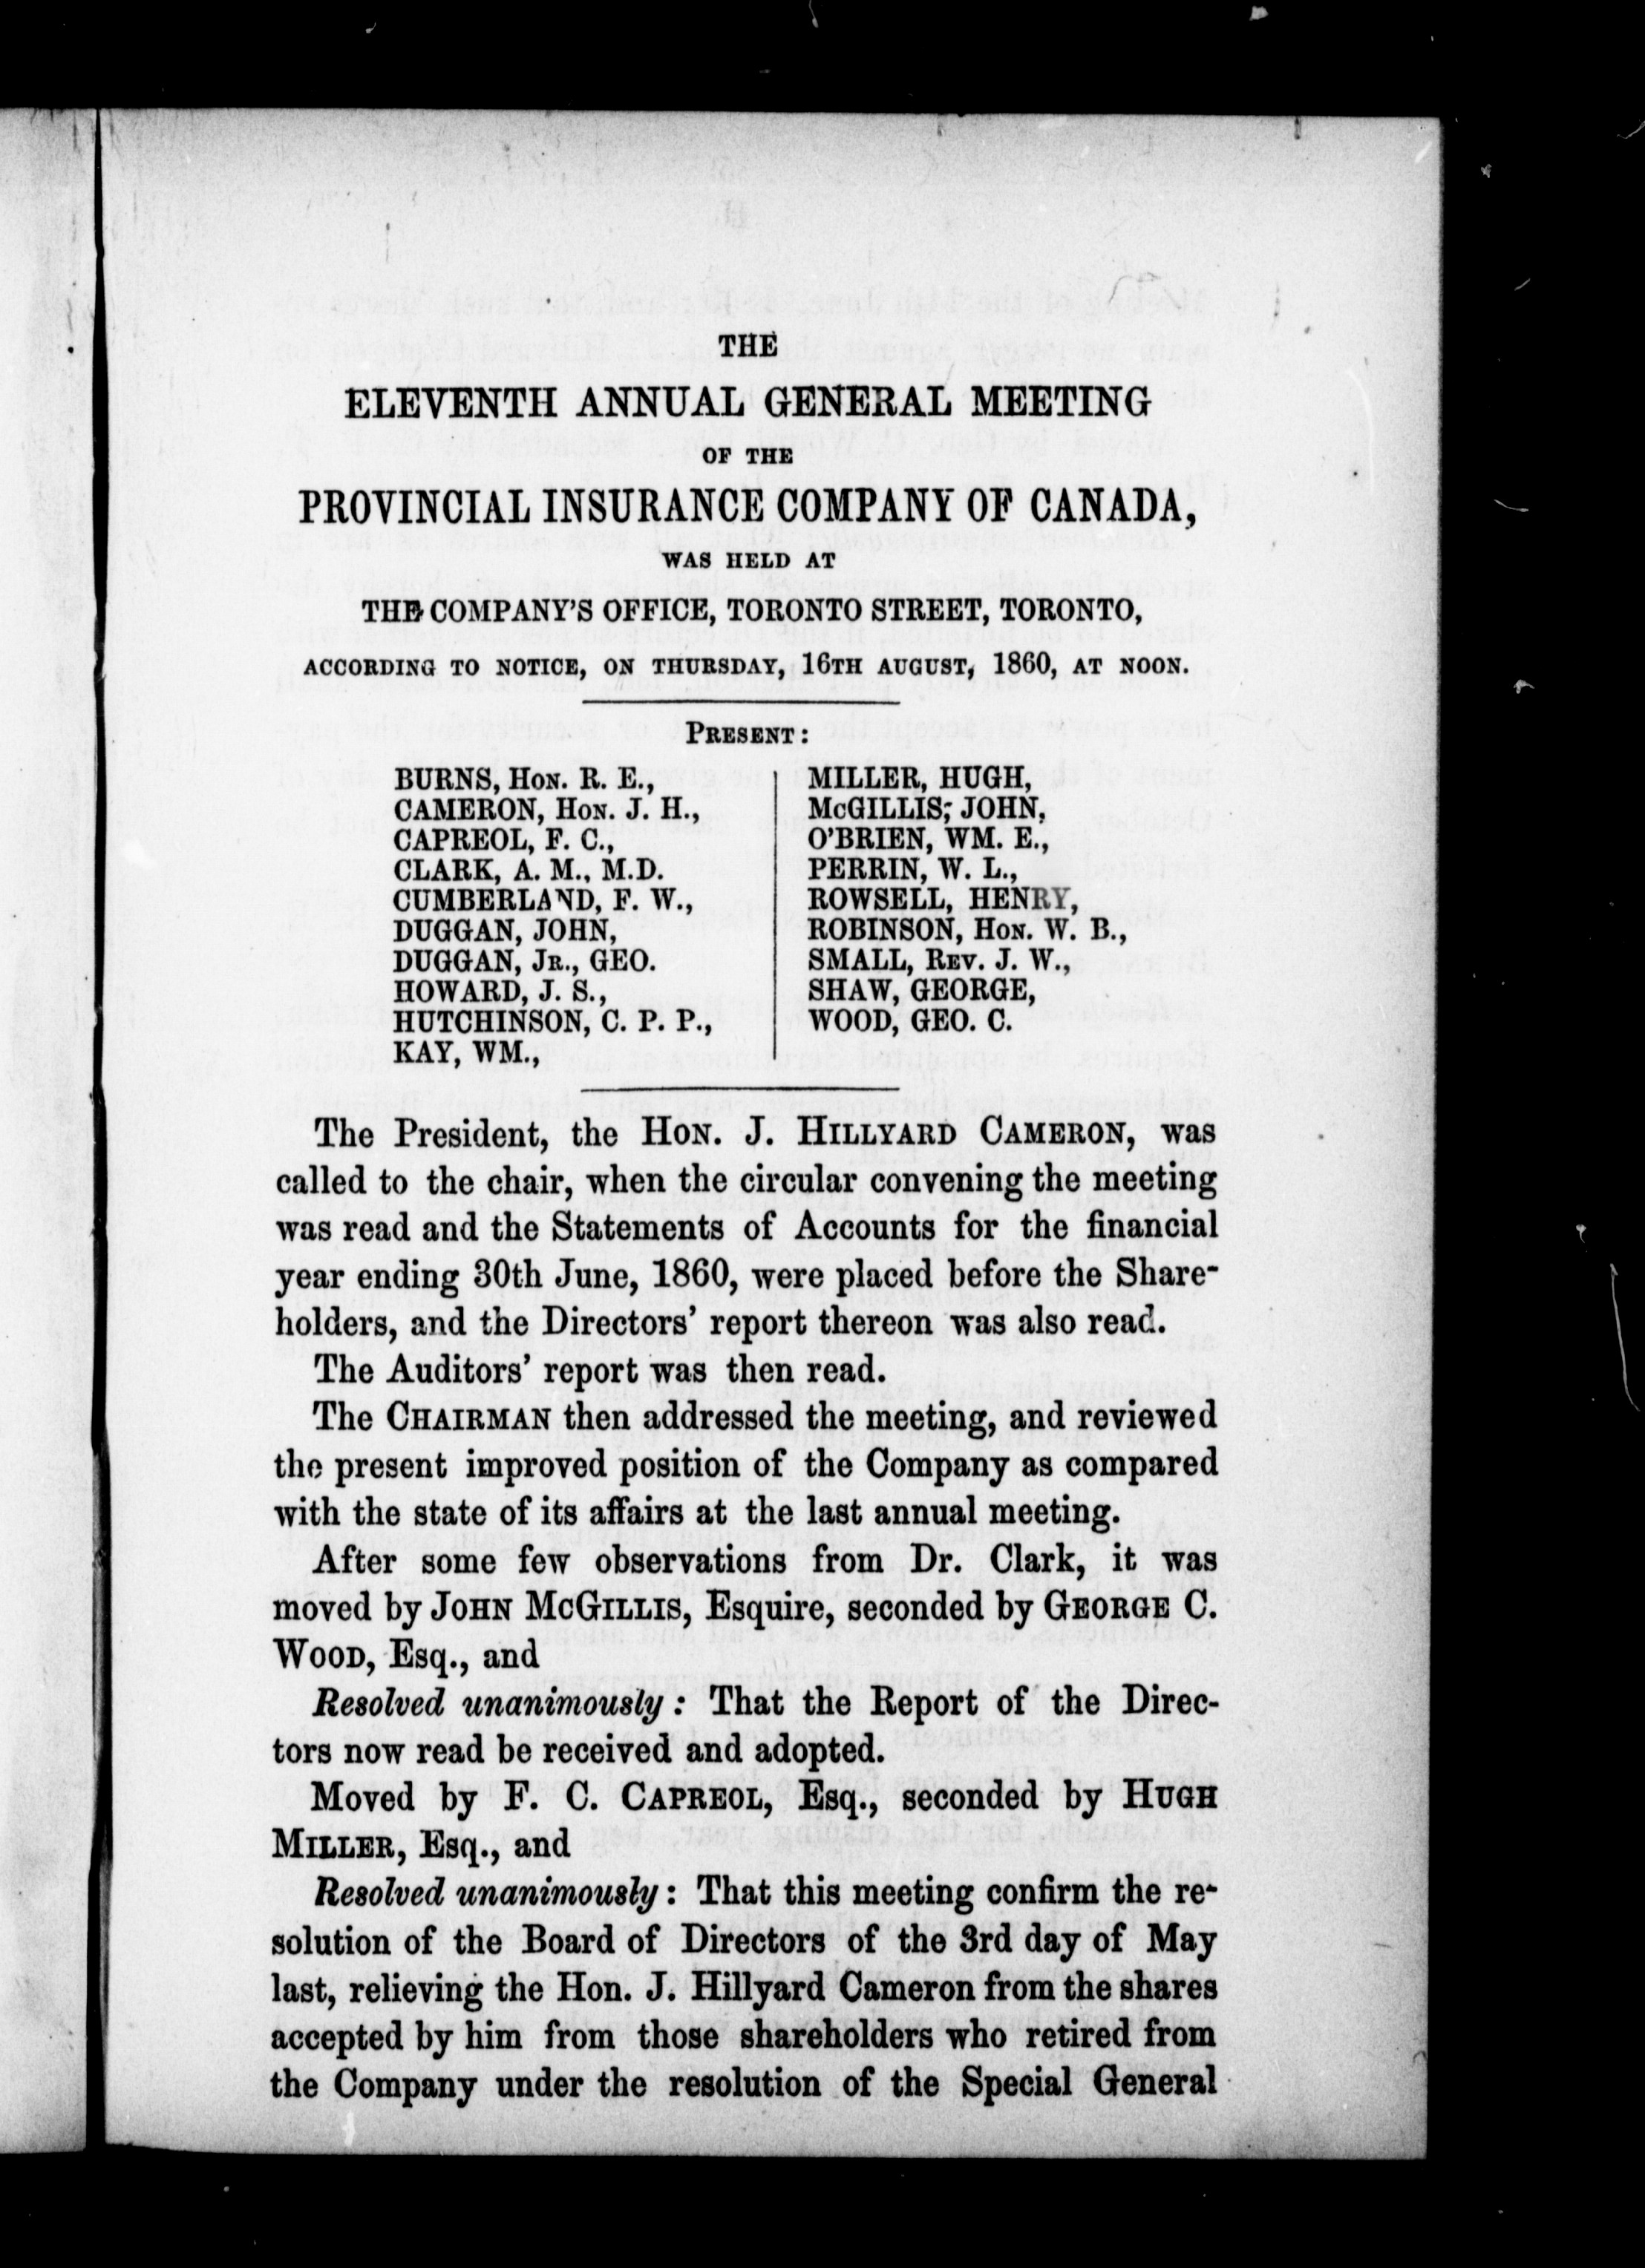 THE
ELEVENTH ANNUAL GENERAL MEETING
OF THE
PROVINCIAL INSURANCE COMPANY OF CANADA,
WAS HELD AT
THE COMPANY'S OFFICE, TORONTO STREET, TORONTO,
ACCORDING TO NOTICE, ON THURSDAY, 16TH AUGUST, 1860, AT NOON.
PRESENT:
BURNS, HON. R. E.,
CAMERON, HON. J. H.,
CAPREOL, F. C.,
CLARK, A. M., M.D.
CUMBERLAND, F. W.,
DUGGAN, JOHN,
DUGGAN, JR., GEO.
HOWARD, J. S.,
HUTCHINSON, C. P. P.,
KAY, WM.,
MILLER, HUGH,
McGILLIS, JOHN,
O'BRIEN, WM. E.,
PERRIN, W. L.,
ROWSELL, HENRY,
ROBINSON, HON. W. B.,
SMALL, REV. J. W.,
SHAW, GEORGE,
WOOD, GEO. C.
The President, the HON. J. HILLYARD CAMERON, was
called to the chair, when the circular convening the meeting
was read and the Statements of Accounts for the financial
year ending 30th June, 1860, were placed before the Share-
holders, and the Directors' report thereon was also read.
The Auditors' report was then read.
The CHAIRMAN then addressed the meeting, and reviewed
the present improved position of the Company as compared
with the state of its affairs at the last annual meeting.
After some few observations from Dr. Clark, it was
moved by JOHN McGILLIS, Esquire, seconded by GEORGE C.
WOOD, Esq., and
Resolved unanimously: That the Report of the Direc-
tors now read be received and adopted.
Moved by F. C. CAPREOL, Esq., seconded by HUGH
MILLER, Esq., and
Resolved unanimously: That this meeting confirm the re-
solution of the Board of Directors of the 3rd day of May
last, relieving the Hon. J. Hillyard Cameron from the shares
accepted by him from those shareholders who retired from
the Company under the resolution of the Special General